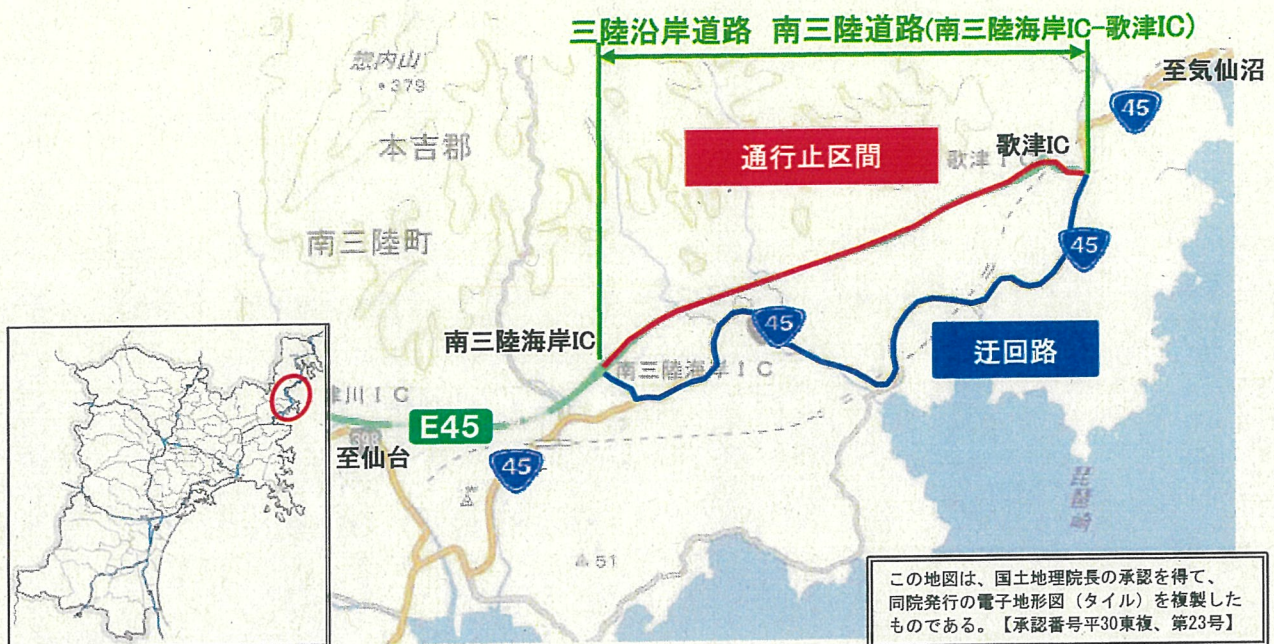 三陸沿岸道路 南三陸道路(南三陸海岸IC-歌津IC)
惣内山
・379
至気仙沼
45
本吉郡
通行止区間
歌津IC
歌津IC
南三陸町
45
45
南三陸海岸IC
迂回路
南三陸海岸IC
津川IC
E45
398
至仙台
45
琵琶崎
51
この地図は、国土地理院長の承認を得て、
同院発行の電子地形図（タイル）を複製した
ものである。【承認番号平30東複、第23号】